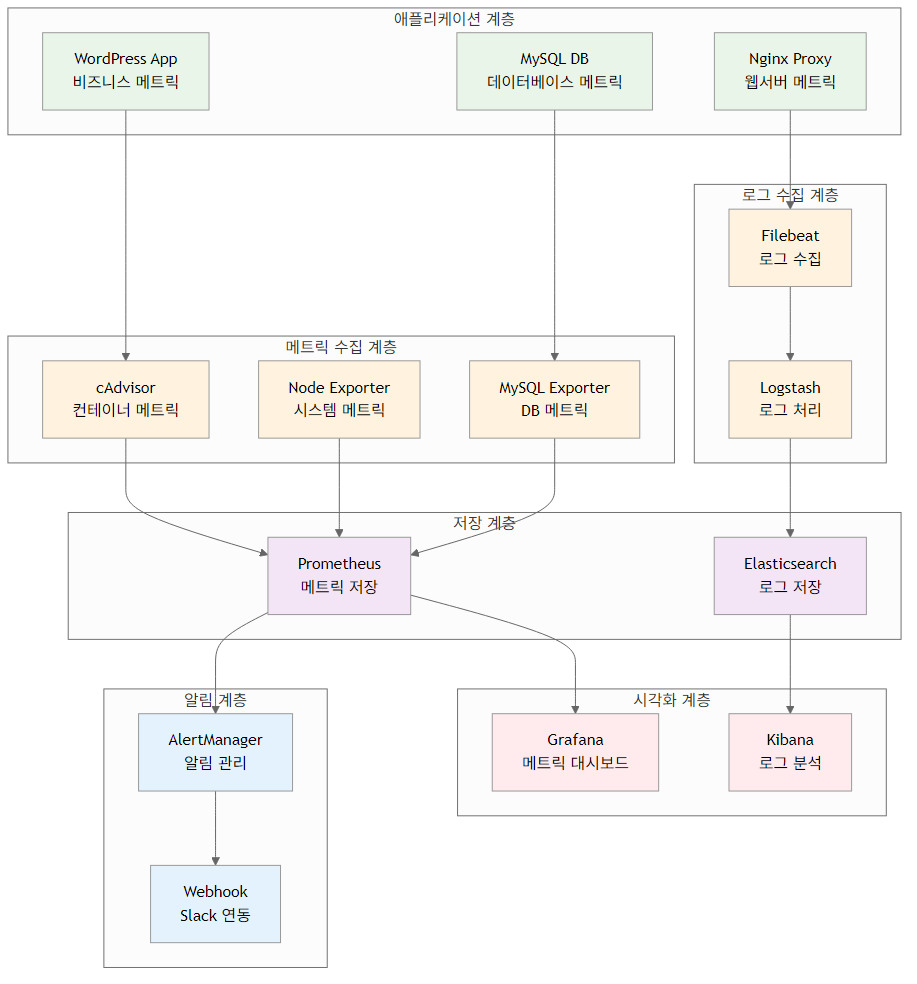 애플리케이션 계층
WordPress App
비즈니스 메트릭
MySQL DB
데이터베이스 메트릭
Nginx Proxy
웹서버 메트릭
로그 수집 계층
Filebeat
로그 수집
메트릭 수집 계층
cAdvisor
컨테이너 메트릭
Node Exporter
시스템 메트릭
MySQL Exporter
DB 메트릭
Logstash
로그 처리
저장 계층
Prometheus
메트릭 저장
Elasticsearch
로그 저장
알림 계층
AlertManager
알림 관리
시각화 계층
Grafana
메트릭 대시보드
Kibana
로그 분석
Webhook
Slack 연동